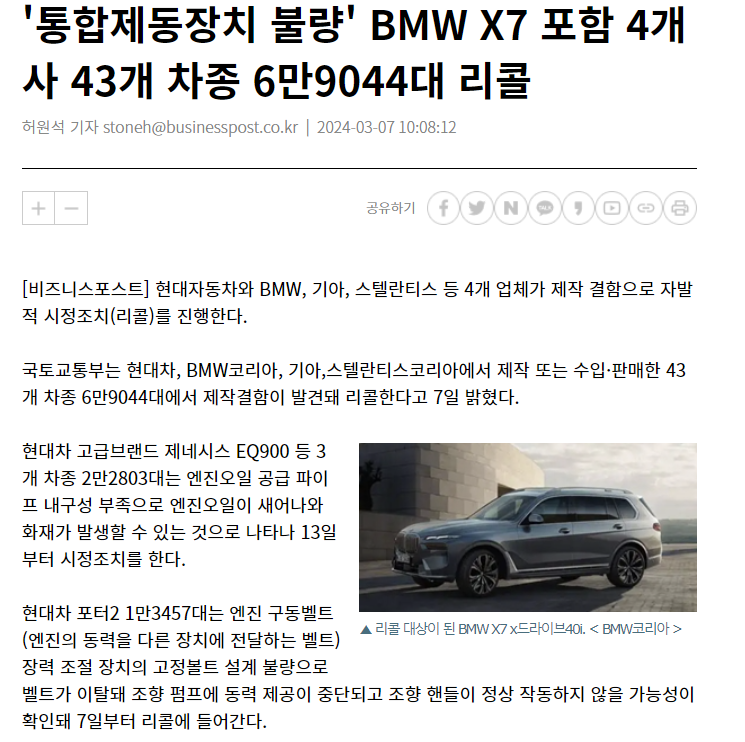 '통합제동장치 불량' BMW X7 포함 4개
사 43개 차종 6만9044대 리콜
허원석 기자 stoneh@businesspost.co.kr | 2024-03-07 10:08:12
공유하기
N
TALK
[비즈니스포스트] 현대자동차와 BMW, 기아, 스텔란티스 등 4개 업체가 제작 결함으로 자발
적 시정조치(리콜)를 진행한다.
국토교통부는 현대차, BMW코리아, 기아,스텔란티스코리아에서 제작 또는 수입·판매한 43
개 차종 6만9044대에서 제작결함이 발견돼 리콜한다고 7일 밝혔다.
현대차 고급브랜드 제네시스 EQ900 등 3
개 차종 2만2803대는 엔진오일 공급 파이
프 내구성 부족으로 엔진오일이 새어나와
화재가 발생할 수 있는 것으로 나타나 13일
부터 시정조치를 한다.
▲ 리콜 대상이 된 BMW X7 x드라이브40i. < BMW코리아 >
현대차 포터2 1만3457대는 엔진 구동벨트
(엔진의 동력을 다른 장치에 전달하는 벨트)
장력 조절 장치의 고정볼트 설계 불량으로
벨트가 이탈돼 조향 펌프에 동력 제공이 중단되고 조향 핸들이 정상 작동하지 않을 가능성이
확인돼 7일부터 리콜에 들어간다.